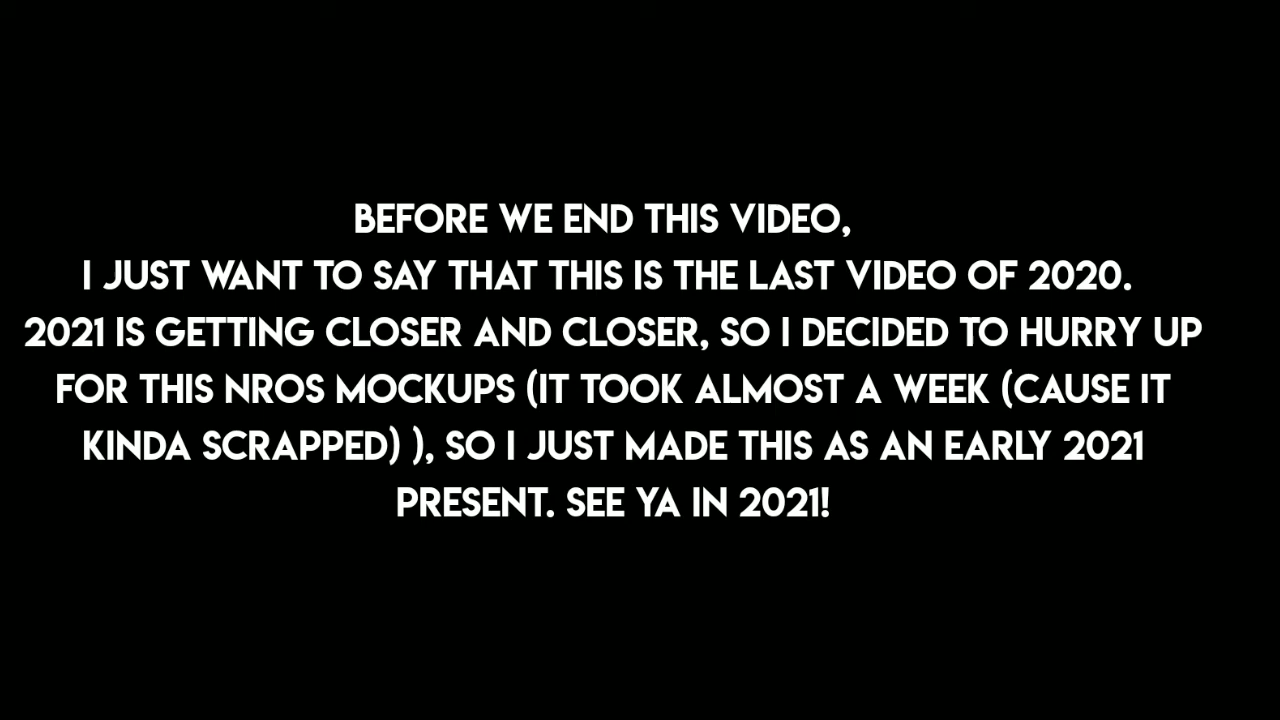 BEFORE WE END THIS VIDEO,
I JUST WANT TO SAY THAT THIS IS THE LAST VIDEO OF 2020.
2021 IS GETTING CLOSER AND CLOSER, SO I DECIDED TO HURRY UP
FOR THIS NROS MOCKUPS (IT TOOK ALMOST A WEEK (CAUSE IT
KINDA SCRAPPED) ), SO I JUST MADE THIS AS AN EARLY 2021
PRESENT. SEE YA IN 2021!